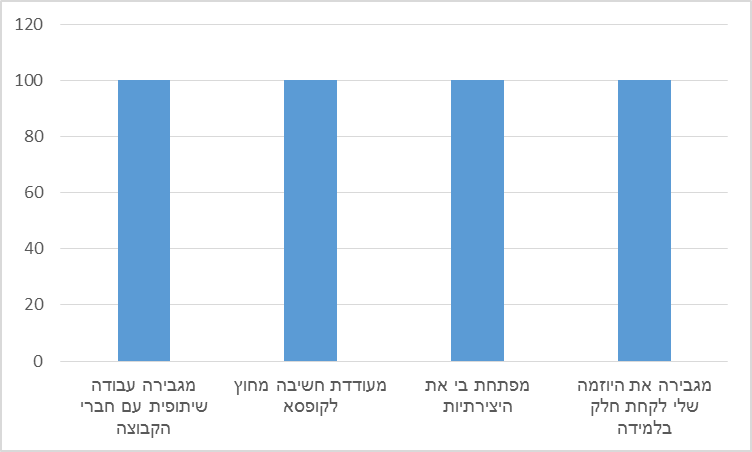 120
100
80
60
40
20
0
מגבירה את היוזמה
שלי לקחת חלק
בלמידה
מפתחת בי את
היצירתיות
מעודדת חשיבה מחוץ
לקופסא
מגבירה עבודה
שיתופית עם חברי
הקבוצה